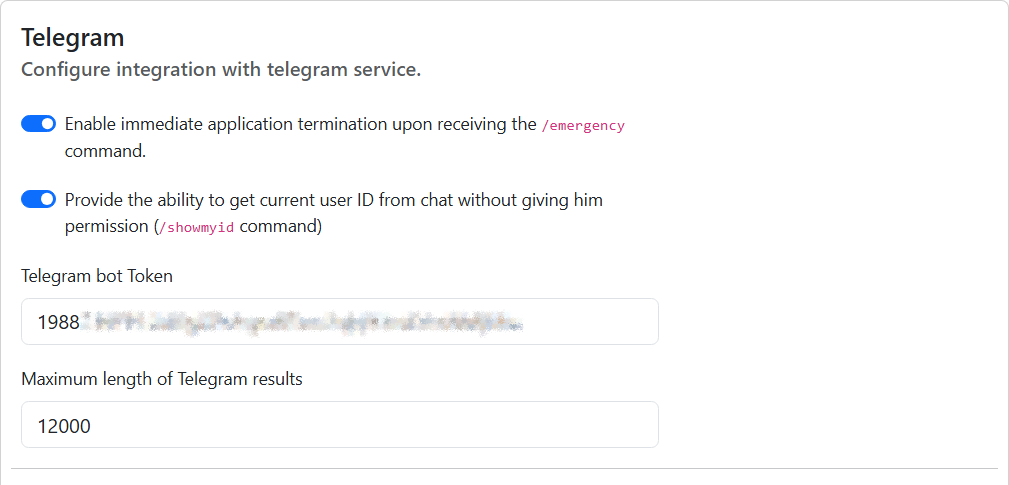 Telegram
Configure integration with telegram service.
Enable immediate application termination upon receiving the /emergency
command.
Provide the ability to get current user ID from chat without giving him
permission (/showmyid command)
Telegram bot Token
1988
Maximum length of Telegram results
12000